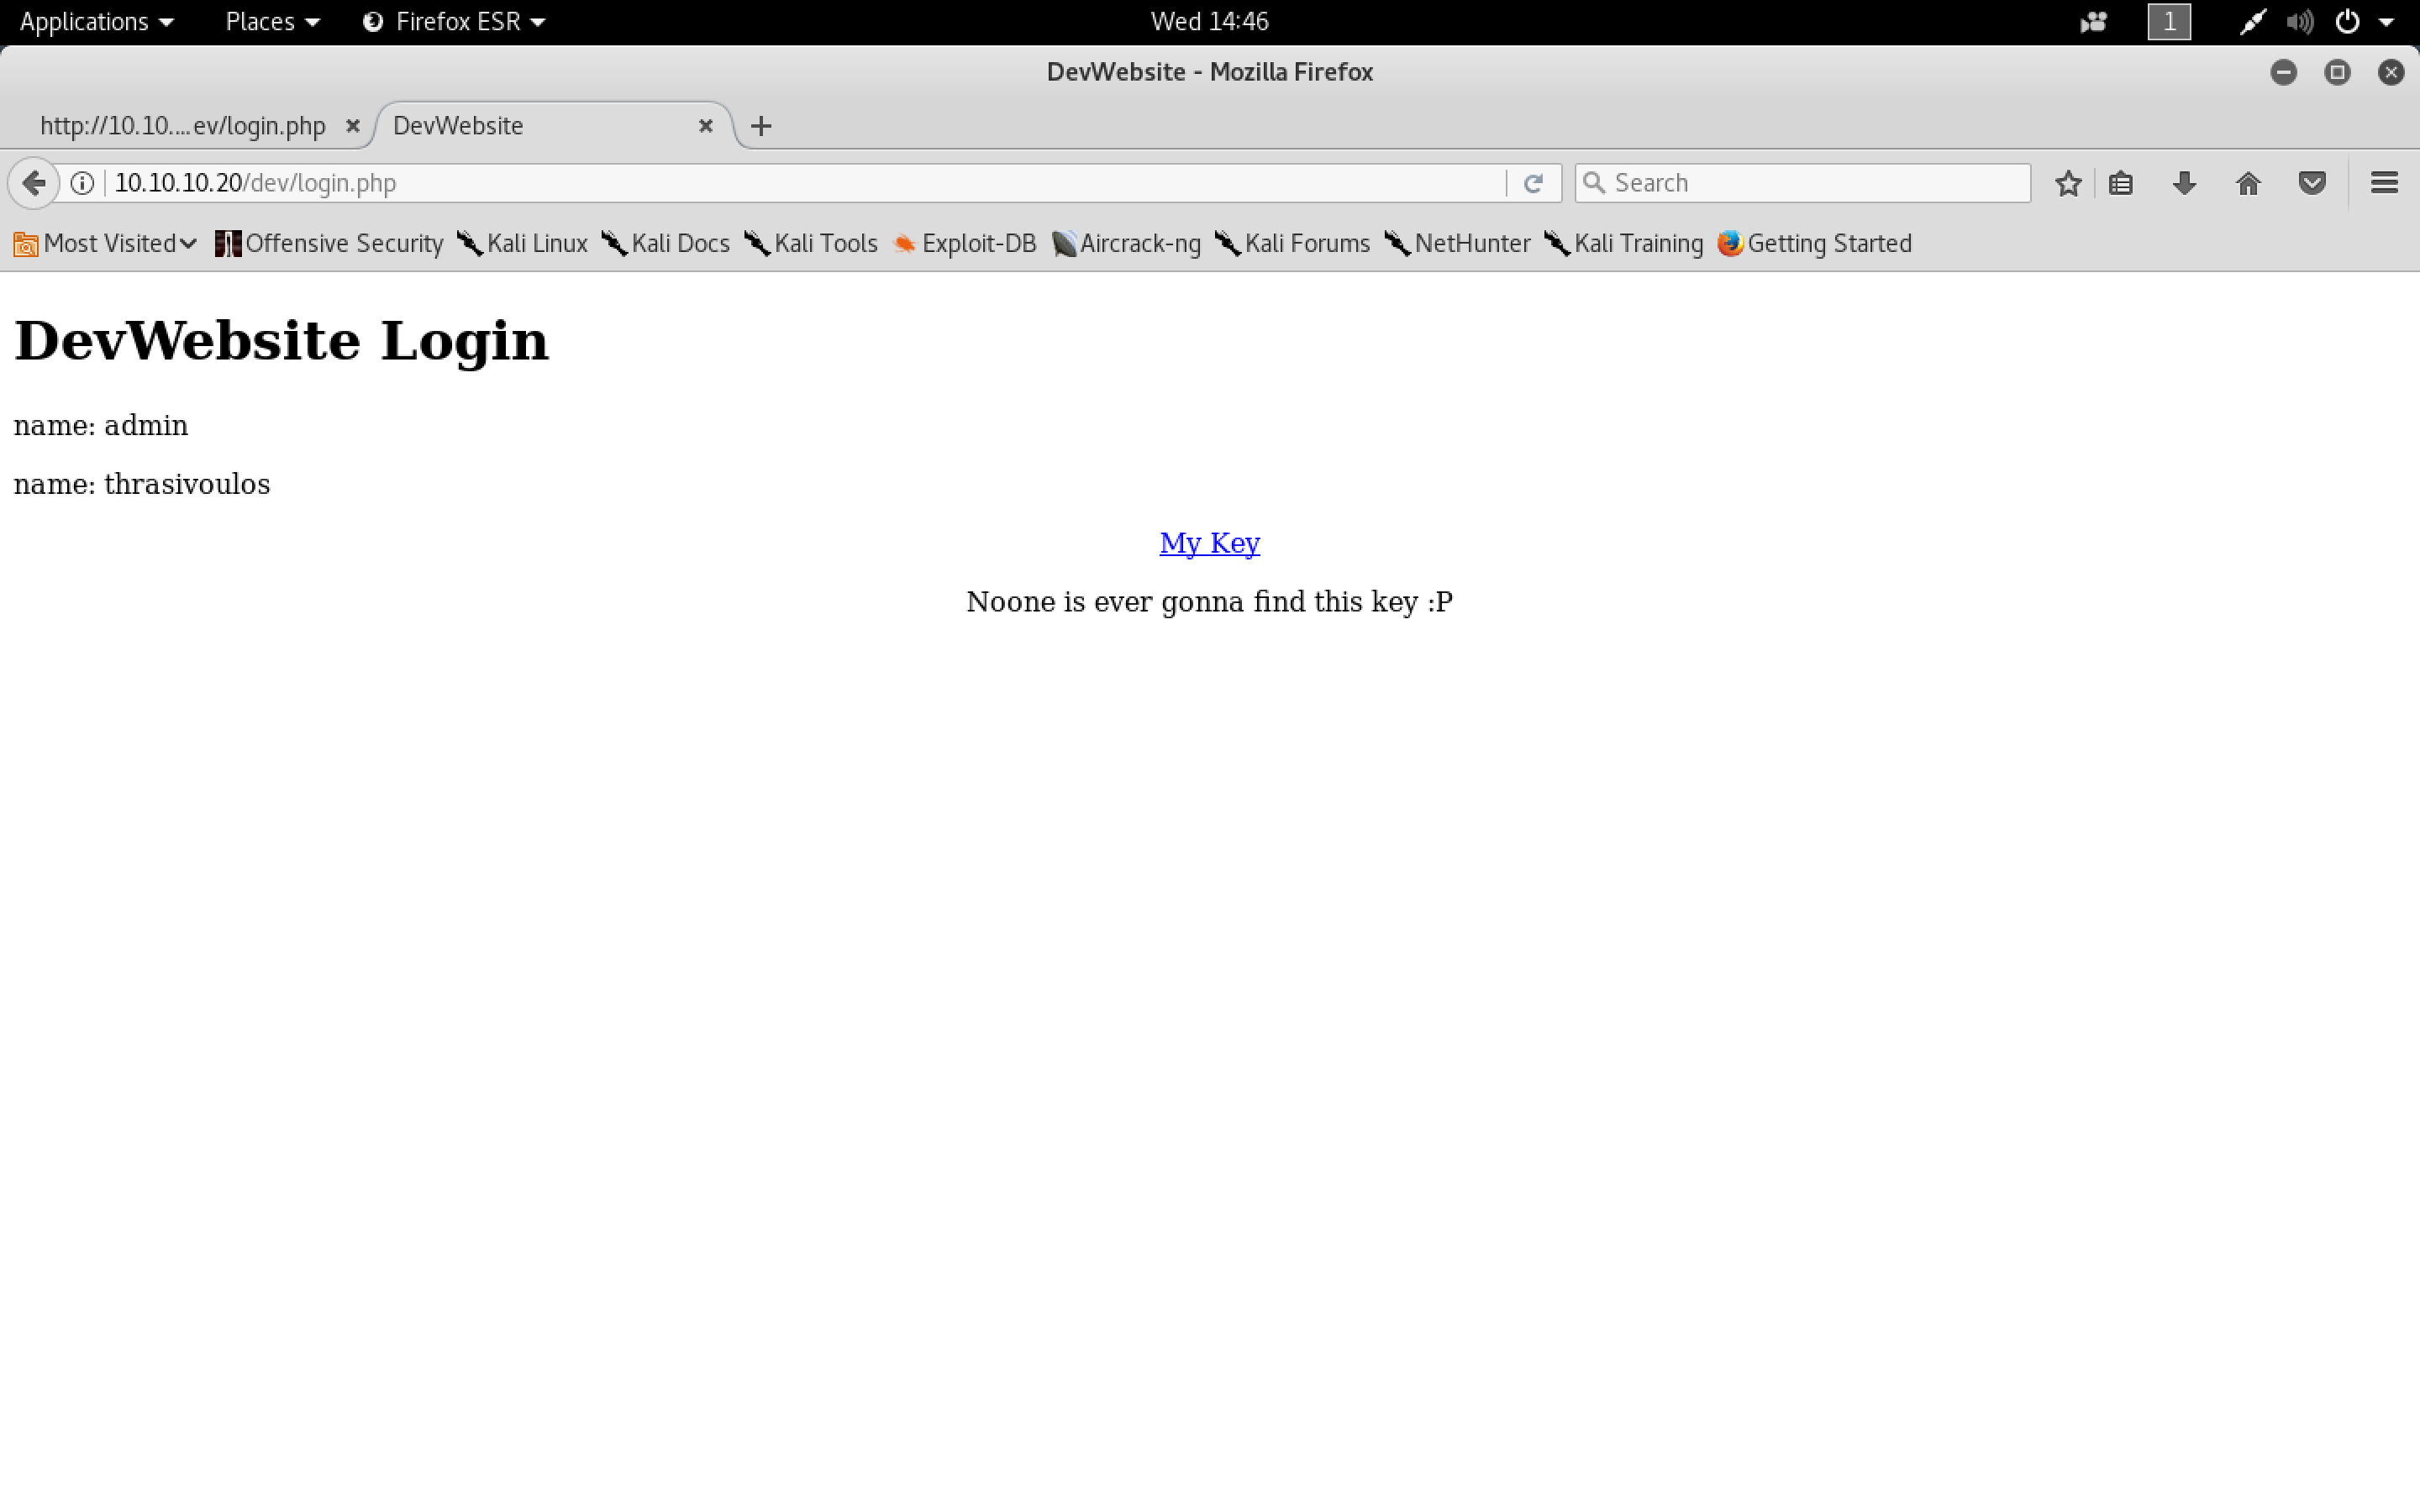 Applications Places Firefox ESR Wed 14:46 1
DevWebsite - Mozilla Firefox
http://10.10....ev/login.php DevWebsite
10.10.10.20/dev/login.php Search
Most Visited Offensive Security Kali Linux Kali Docs Kali Tools Exploit-DB Aircrack-ng Kali Forums NetHunter Kali Training Getting Started
DevWebsite Login
name: admin
name: thrasivoulos
My Key
Noone is ever gonna find this key :P